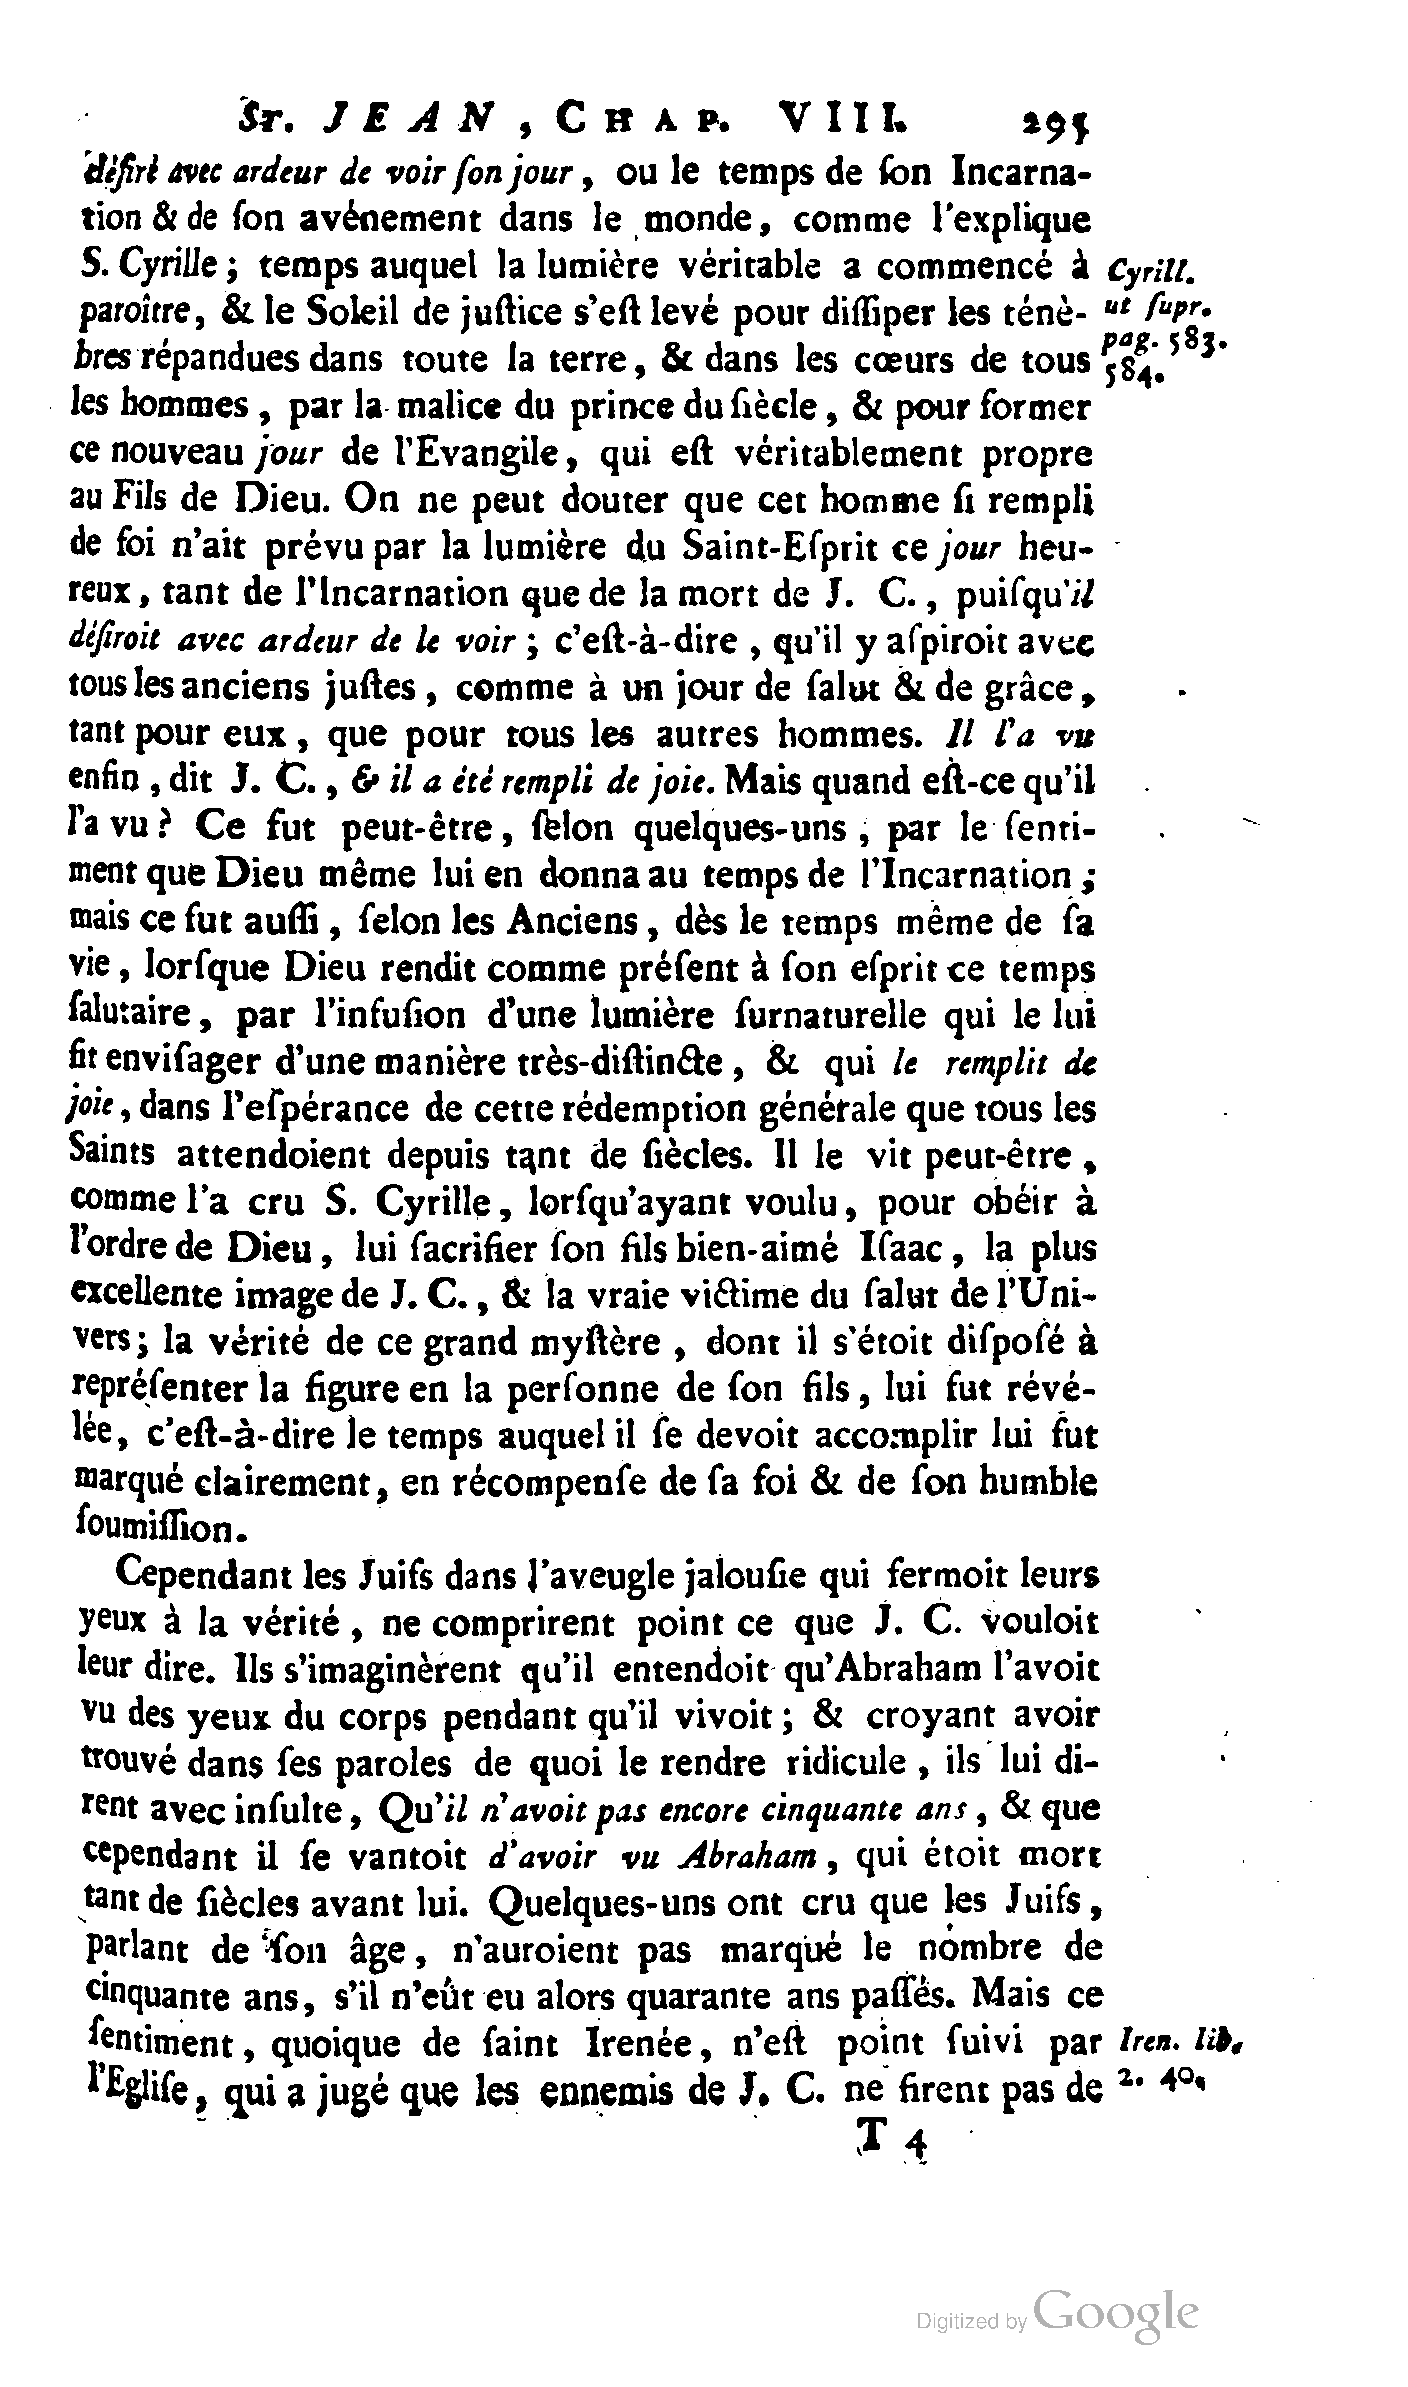 St. JEAN, CHAP. VIII. 295
déſiré avec ardeur de voir ſon jour, ou le temps de ſon Incarna-
tion & de ſon avénement dans le monde, comme l'explique
S. Cyrille; temps auquel la lumière véritable a commencé à
Cyrill.
paroître, & le Soleil de juſtice s'eſt levé pour diſſiper les ténè-
ut ſupr.
bres répandues dans toute la terre, & dans les cœurs de tous
pag. 583.
584.
les hommes, par la malice du prince du ſiècle, & pour former
ce nouveau jour de l'Evangile, qui eſt véritablement propre
au Fils de Dieu. On ne peut douter que cet homme ſi rempli
de foi n'ait prévu par la lumière du Saint-Eſprit ce jour heu-
reux, tant de l'Incarnation que de la mort de J. C., puiſqu'il
déſiroit avec ardeur de le voir; c'eſt-à-dire, qu'il y aſpiroit avec
tous les anciens juſtes, comme à un jour de ſalut & de grâce,
tant pour eux, que pour tous les autres hommes. Il l'a vu
enfin, dit J. C., & il a été rempli de joie. Mais quand eſt-ce qu'il
l'a vu? Ce fut peut-être, ſelon quelques-uns, par le ſenti-
ment que Dieu même lui en donna au temps de l'Incarnation;
mais ce fut auſſi, ſelon les Anciens, dès le temps même de ſa
vie, lorſque Dieu rendit comme préſent à ſon eſprit ce temps
ſalutaire, par l'infuſion d'une lumière ſurnaturelle qui le lui
fit enviſager d'une manière très-diſtincte, & qui le remplit de
joie, dans l'eſpérance de cette rédemption générale que tous les
Saints attendoient depuis tant de ſiècles. Il le vit peut-être,
comme l'a cru S. Cyrille, lorſqu'ayant voulu, pour obéir à
l'ordre de Dieu, lui ſacrifier ſon fils bien-aimé Iſaac, la plus
excellente image de J. C., & la vraie victime du ſalut de l'Uni-
vers; la vérité de ce grand myſtère, dont il s'étoit diſpoſé à
repréſenter la figure en la perſonne de ſon fils, lui fut révé-
lée, c'eſt-à-dire le temps auquel il ſe devoit accomplir lui fut
marqué clairement, en récompenſe de ſa foi & de ſon humble
ſoumiſſion.
Cependant les Juifs dans l'aveugle jalouſie qui fermoit leurs
yeux à la vérité, ne comprirent point ce que J. C. vouloit
leur dire. Ils s'imaginèrent qu'il entendoit qu'Abraham l'avoit
vu des yeux du corps pendant qu'il vivoit; & croyant avoir
trouvé dans ſes paroles de quoi le rendre ridicule, ils lui di-
rent avec inſulte, Qu'il n'avoit pas encore cinquante ans, & que
cependant il ſe vantoit d'avoir vu Abraham, qui étoit mort
tant de ſiècles avant lui. Quelques-uns ont cru que les Juifs,
parlant de ſon âge, n'auroient pas marqué le nombre de
cinquante ans, s'il n'eût eu alors quarante ans paſſés. Mais ce
ſentiment, quoique de ſaint Irenée, n'eſt point ſuivi par
Iren. lib.
l'Egliſe, qui a jugé que les ennemis de J. C. ne firent pas de
2. 40.
T 4
Digitized by Google